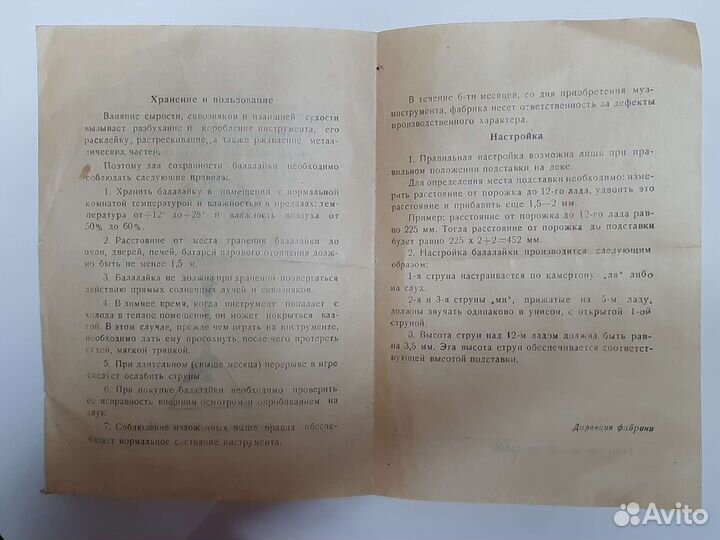 Хранение и пользование
Влияние сырости, сквозняков и излишней сухости
вызывает разбухание и коробление инструмента, его
расклейку, растрескивание, а также ржавление метал-
лических частей.
Поэтому для сохранности балалайки необходимо
соблюдать следующие правила:
1. Хранить балалайку в помещении с нормальной
комнатной температурой и влажностью в пределах: тем-
пература от +12° до +28° и влажность воздуха от
50% до 60%.
2. Расстояние от места хранения балалайки до
окон, дверей, печей, батарей парового отопления долж-
но быть не менее 1,5 м.
3. Балалайка не должна при хранении подвергаться
действию прямых солнечных лучей и сквозняков.
4. В зимнее время, когда инструмент попадает с
холода в теплое помещение, он может покрыться вла-
гой. В этом случае, прежде чем играть на инструменте,
необходимо дать ему просохнуть, после чего протереть
сухой, мягкой тряпкой.
5. При длительном (свыше месяца) перерыве в игре
следует ослабить струны.
6. При покупке балалайки необходимо проверить
ее исправность внешним осмотром и опробованием на
звук.
7. Соблюдение изложенных выше правил обеспе-
чивает нормальное состояние инструмента.
В течение 6-ти месяцев, со дня приобретения муз-
инструмента, фабрика несет ответственность за дефекты
производственного характера.
Настройка
1. Правильная настройка возможна лишь при пра-
вильном положении подставки на деке.
Для определения места подставки необходимо: изме-
рить расстояние от порожка до 12-го лада, удвоить это
расстояние и прибавить еще 1,5—2 мм.
Пример: расстояние от порожка до 12-го лада рав-
но 225 мм. Тогда расстояние от порожка до подставки
будет равно 225 х 2+2=452 мм.
2. Настройка балалайки производится следующим
образом:
1-я струна настраивается по камертону „ля" либо
на слух.
2-я и 3-я струны „ми", прижатые на 5-м ладу,
должны звучать одинаково в унисон, с открытой 1-ой
струной.
3. Высота струн над 12-м ладом должна быть рав-
на 3,5 мм. Эта высота струн обеспечивается соответст-
вующей высотой подставки.
Дирекция фабрики
Avito